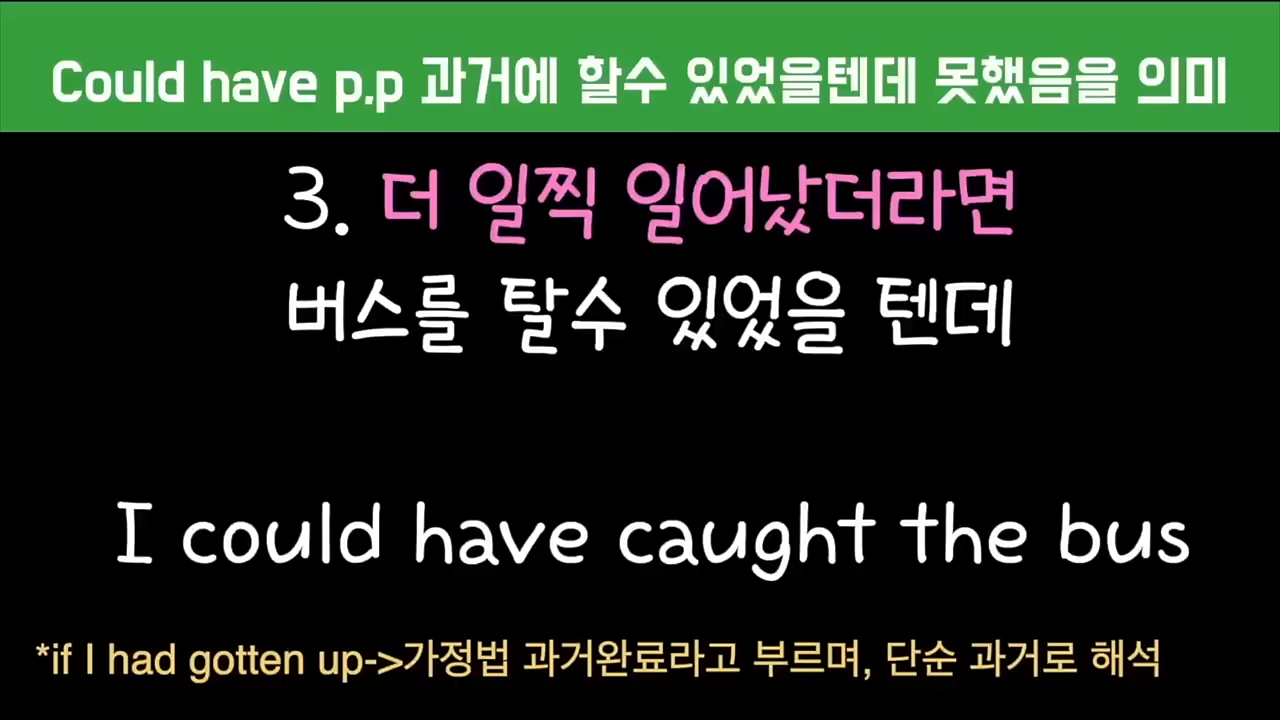 Could have p.p 과거에 할수 있었을텐데 못했음을 의미
3. 더 일찍 일어났더라면
버스를 탈수 있었을 텐데
I could have caught the bus
*if I had gotten up->가정법 과거완료라고 부르며, 단순 과거로 해석